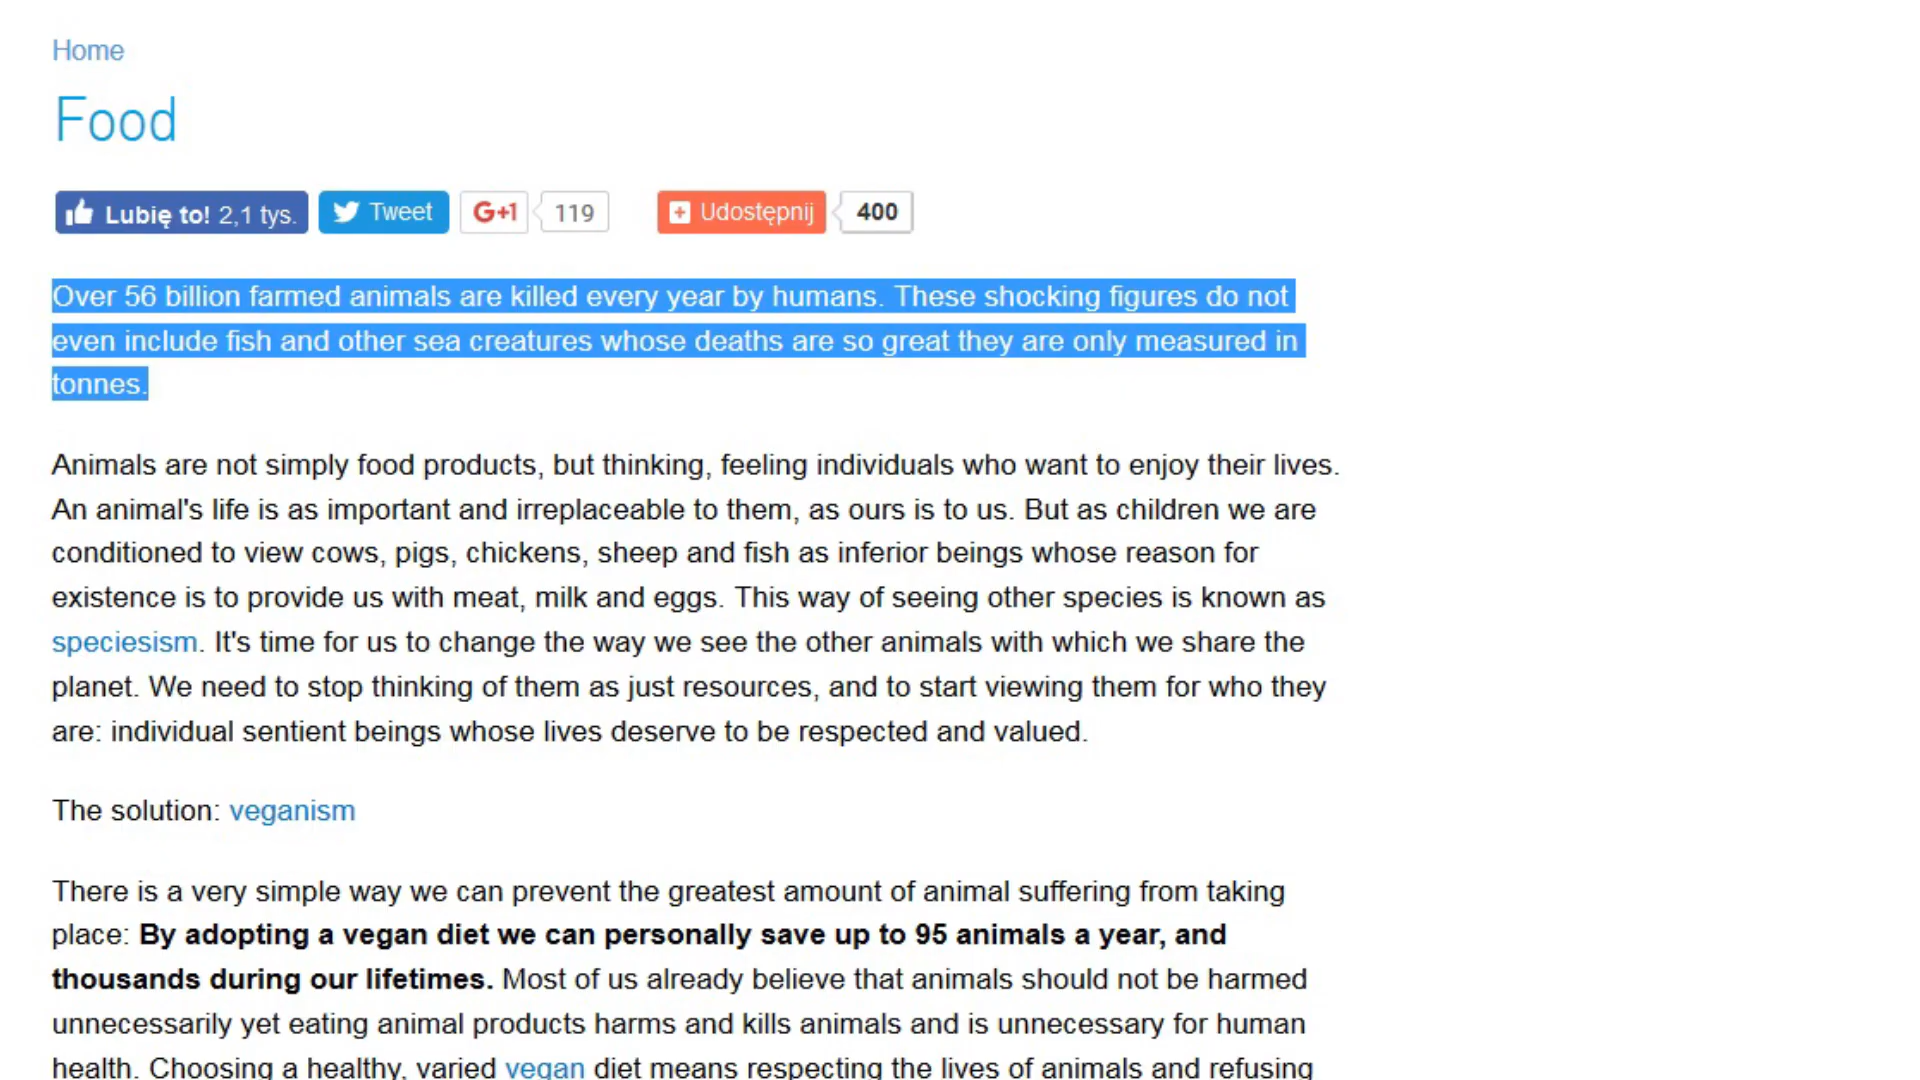 Home
Food
Lubię to! 2,1 tys. Tweet G+1 119 Udostępnij 400
Over 56 billion farmed animals are killed every year by humans. These shocking figures do not
even include fish and other sea creatures whose deaths are so great they are only measured in
tonnes.
Animals are not simply food products, but thinking, feeling individuals who want to enjoy their lives.
An animal's life is as important and irreplaceable to them, as ours is to us. But as children we are
conditioned to view cows, pigs, chickens, sheep and fish as inferior beings whose reason for
existence is to provide us with meat, milk and eggs. This way of seeing other species is known as
speciesism. It's time for us to change the way we see the other animals with which we share the
planet. We need to stop thinking of them as just resources, and to start viewing them for who they
are: individual sentient beings whose lives deserve to be respected and valued.
The solution: veganism
There is a very simple way we can prevent the greatest amount of animal suffering from taking
place: By adopting a vegan diet we can personally save up to 95 animals a year, and
thousands during our lifetimes. Most of us already believe that animals should not be harmed
unnecessarily yet eating animal products harms and kills animals and is unnecessary for human
health. Choosing a healthy, varied vegan diet means respecting the lives of animals and refusing